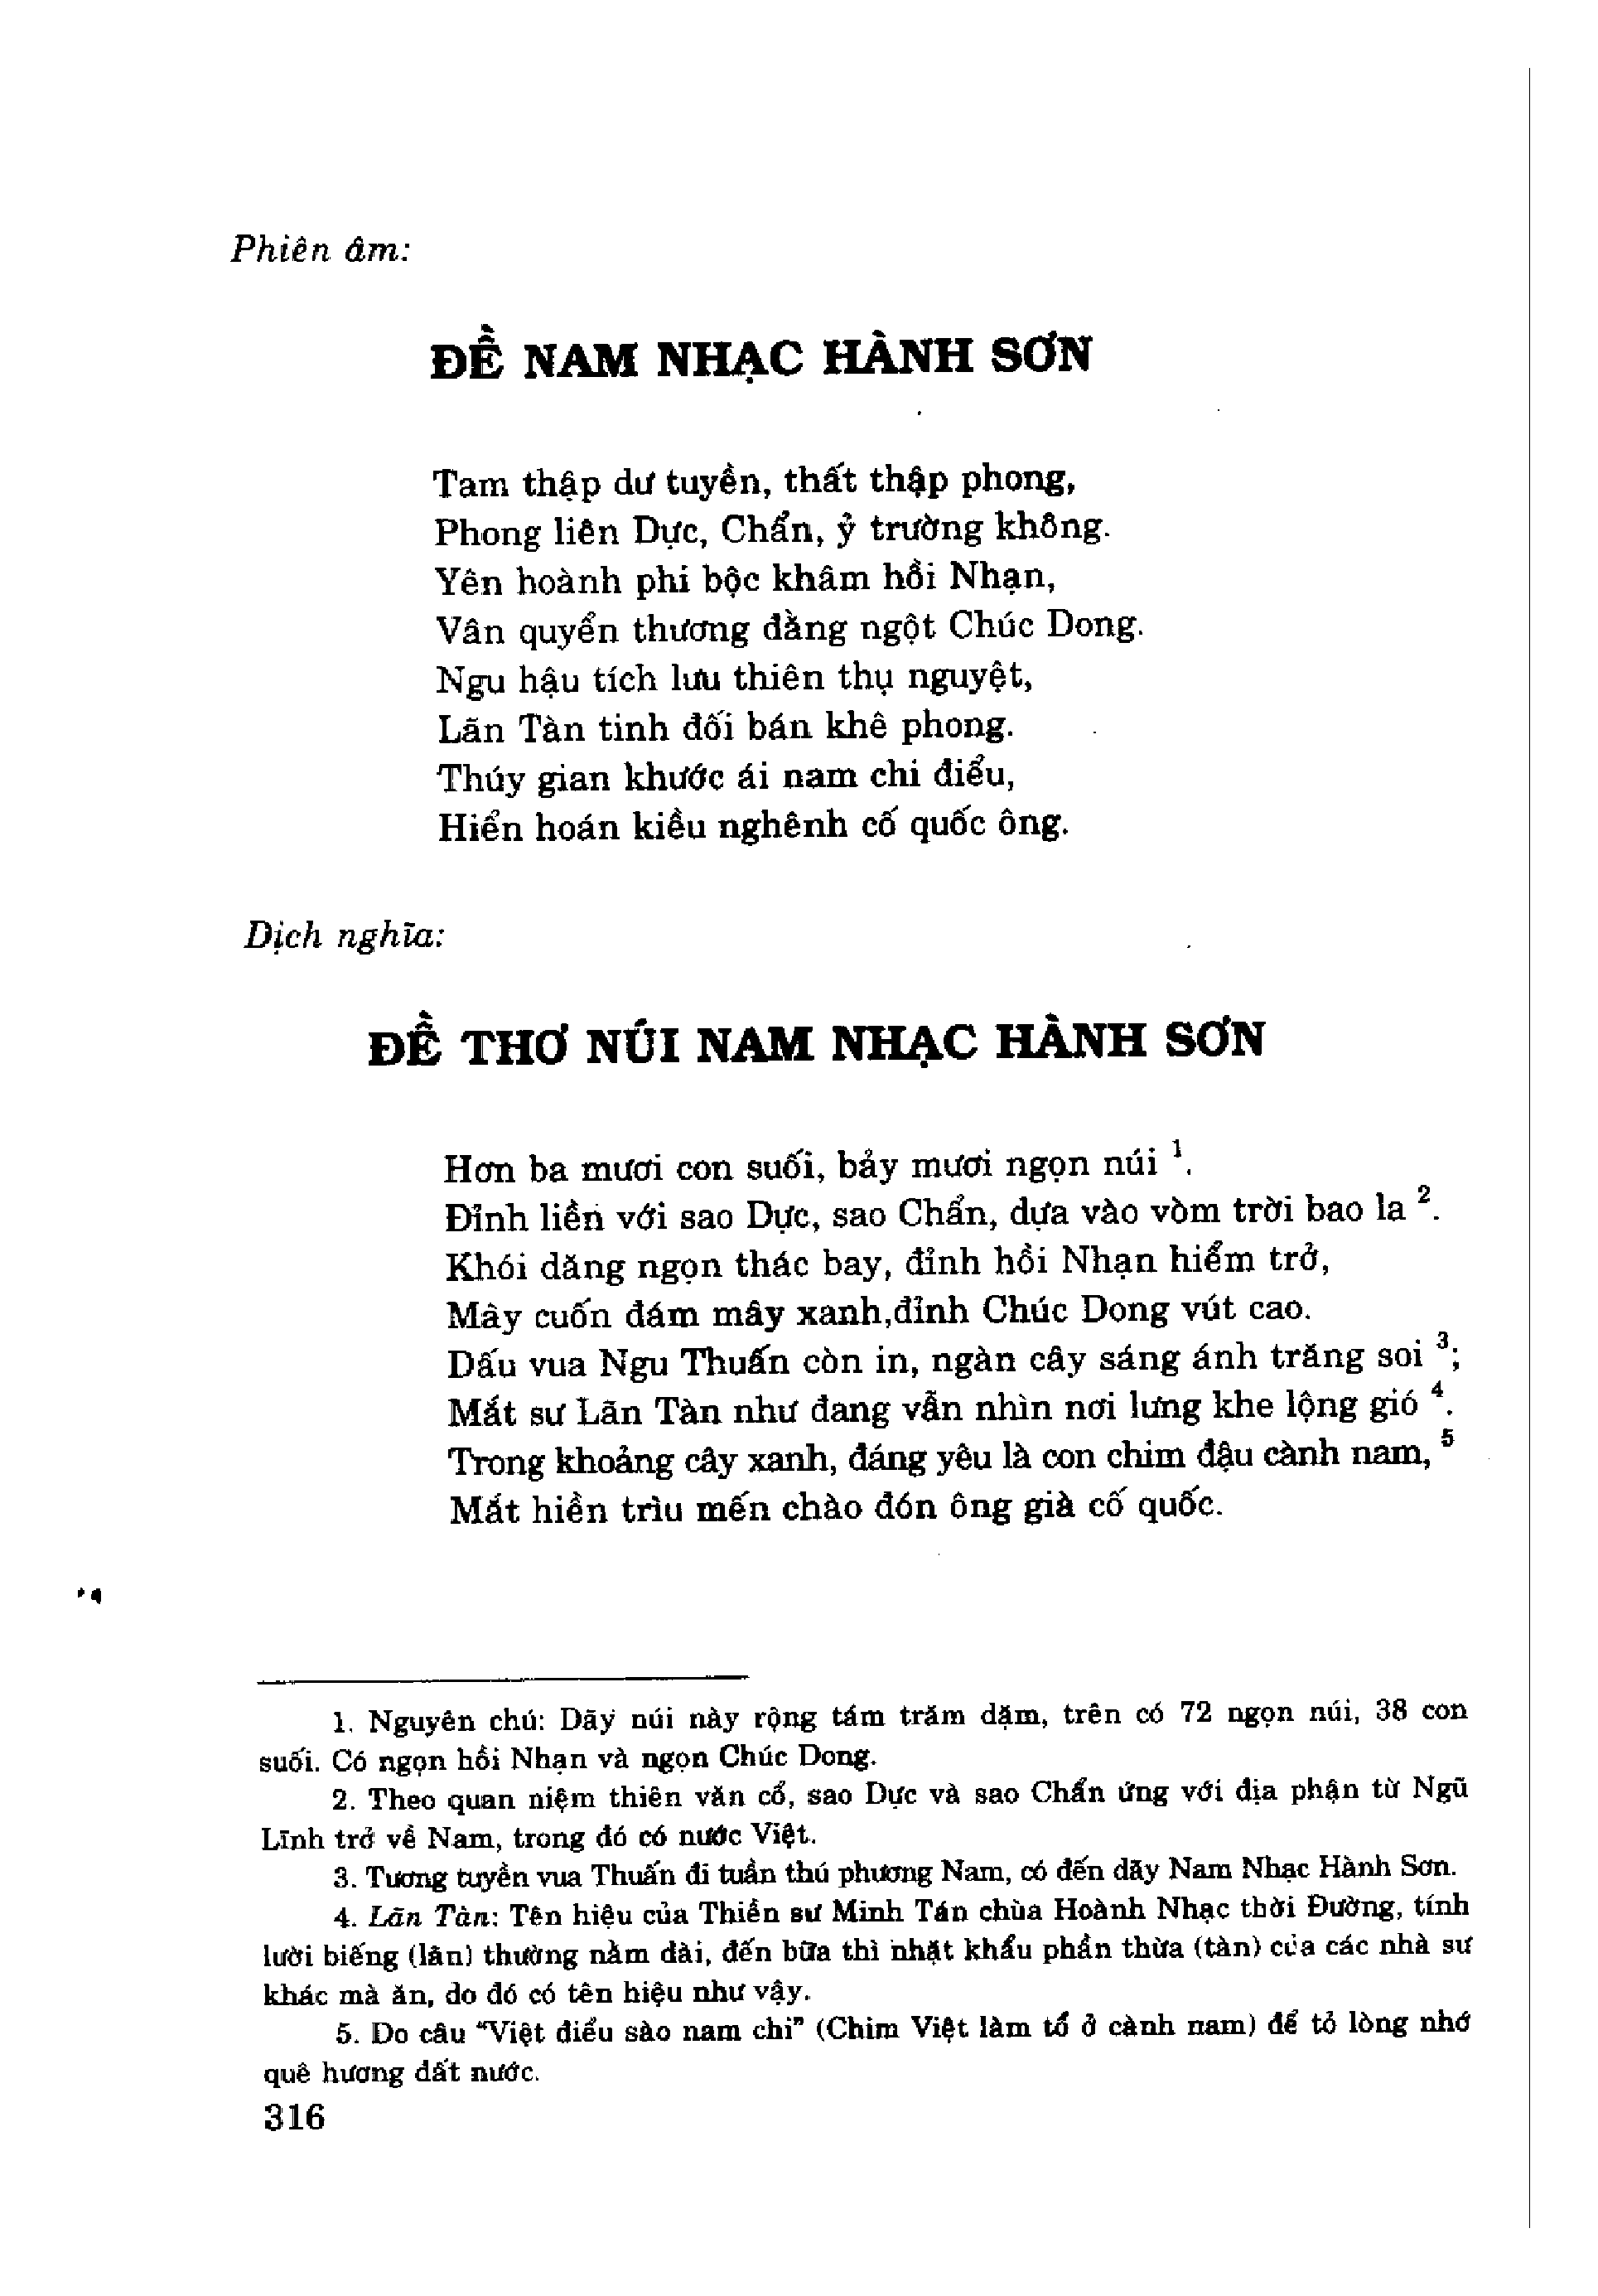 Phiên âm:
ĐỀ NAM NHẠC HÀNH SƠN
Tam thập dư tuyền, thất thập phong,
Phong liên Dực, Chẩn, ỷ trường không.
Yên hoành phi bộc khâm hồi Nhạn,
Vân quyển thương đằng ngột Chúc Dong.
Ngu hậu tích lưu thiên thụ nguyệt,
Lãn Tàn tinh đối bán khê phong.
Thúy gian khước ái nam chi điểu,
Hiển hoán kiều nghênh cố quốc ông.
Dịch nghĩa:
ĐỀ THƠ NÚI NAM NHẠC HÀNH SƠN
Hơn ba mươi con suối, bảy mươi ngọn núi ¹.
Đỉnh liền với sao Dực, sao Chẩn, dựa vào vòm trời bao la ².
Khói dăng ngọn thác bay, đỉnh hồi Nhạn hiểm trở,
Mây cuốn đám mây xanh,đỉnh Chúc Dong vút cao.
Dấu vua Ngu Thuấn còn in, ngàn cây sáng ánh trăng soi ³;
Mắt sư Lãn Tàn như đang vẫn nhìn nơi lưng khe lộng gió ⁴.
Trong khoảng cây xanh, đáng yêu là con chim đậu cành nam, ⁵
Mắt hiền trìu mến chào đón ông già cố quốc.
1. Nguyên chú: Dãy núi này rộng tám trăm dặm, trên có 72 ngọn núi, 38 con
suối. Có ngọn hồi Nhạn và ngọn Chúc Dong.
2. Theo quan niệm thiên văn cổ, sao Dực và sao Chẩn ứng với địa phận từ Ngũ
Lĩnh trở về Nam, trong đó có nước Việt.
3. Tương tuyền vua Thuấn đi tuần thú phương Nam, có đến dãy Nam Nhạc Hành Sơn.
4. Lãn Tàn: Tên hiệu của Thiền sư Minh Tán chùa Hoành Nhạc thời Đường, tính
lười biếng (lãn) thường nằm dài, đến bữa thì nhặt khẩu phần thừa (tàn) của các nhà sư
khác mà ăn, do đó có tên hiệu như vậy.
5. Do câu “Việt điểu sào nam chi” (Chim Việt làm tổ ở cành nam) để tỏ lòng nhớ
quê hương đất nước.
316